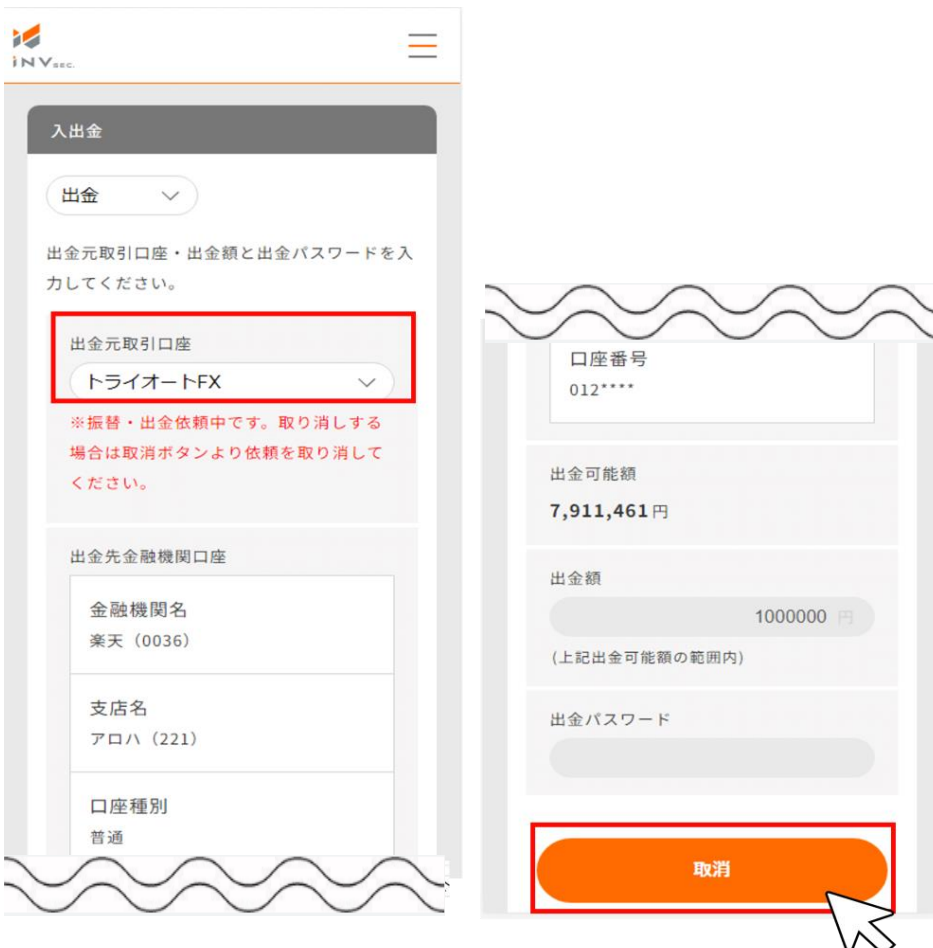 iNVSEC.
入出金
出金
出金元取引口座・出金額と出金パスワードを入
力してください。
出金元取引口座
トライオートFX
※振替・出金依頼中です。取り消しする
場合は取消ボタンより依頼を取り消して
ください。
出金先金融機関口座
金融機関名
楽天（0036）
支店名
アロハ（221）
口座種別
普通
口座番号
012****
出金可能額
7,911,461円
出金額
1000000 円
(上記出金可能額の範囲内)
出金パスワード
取消